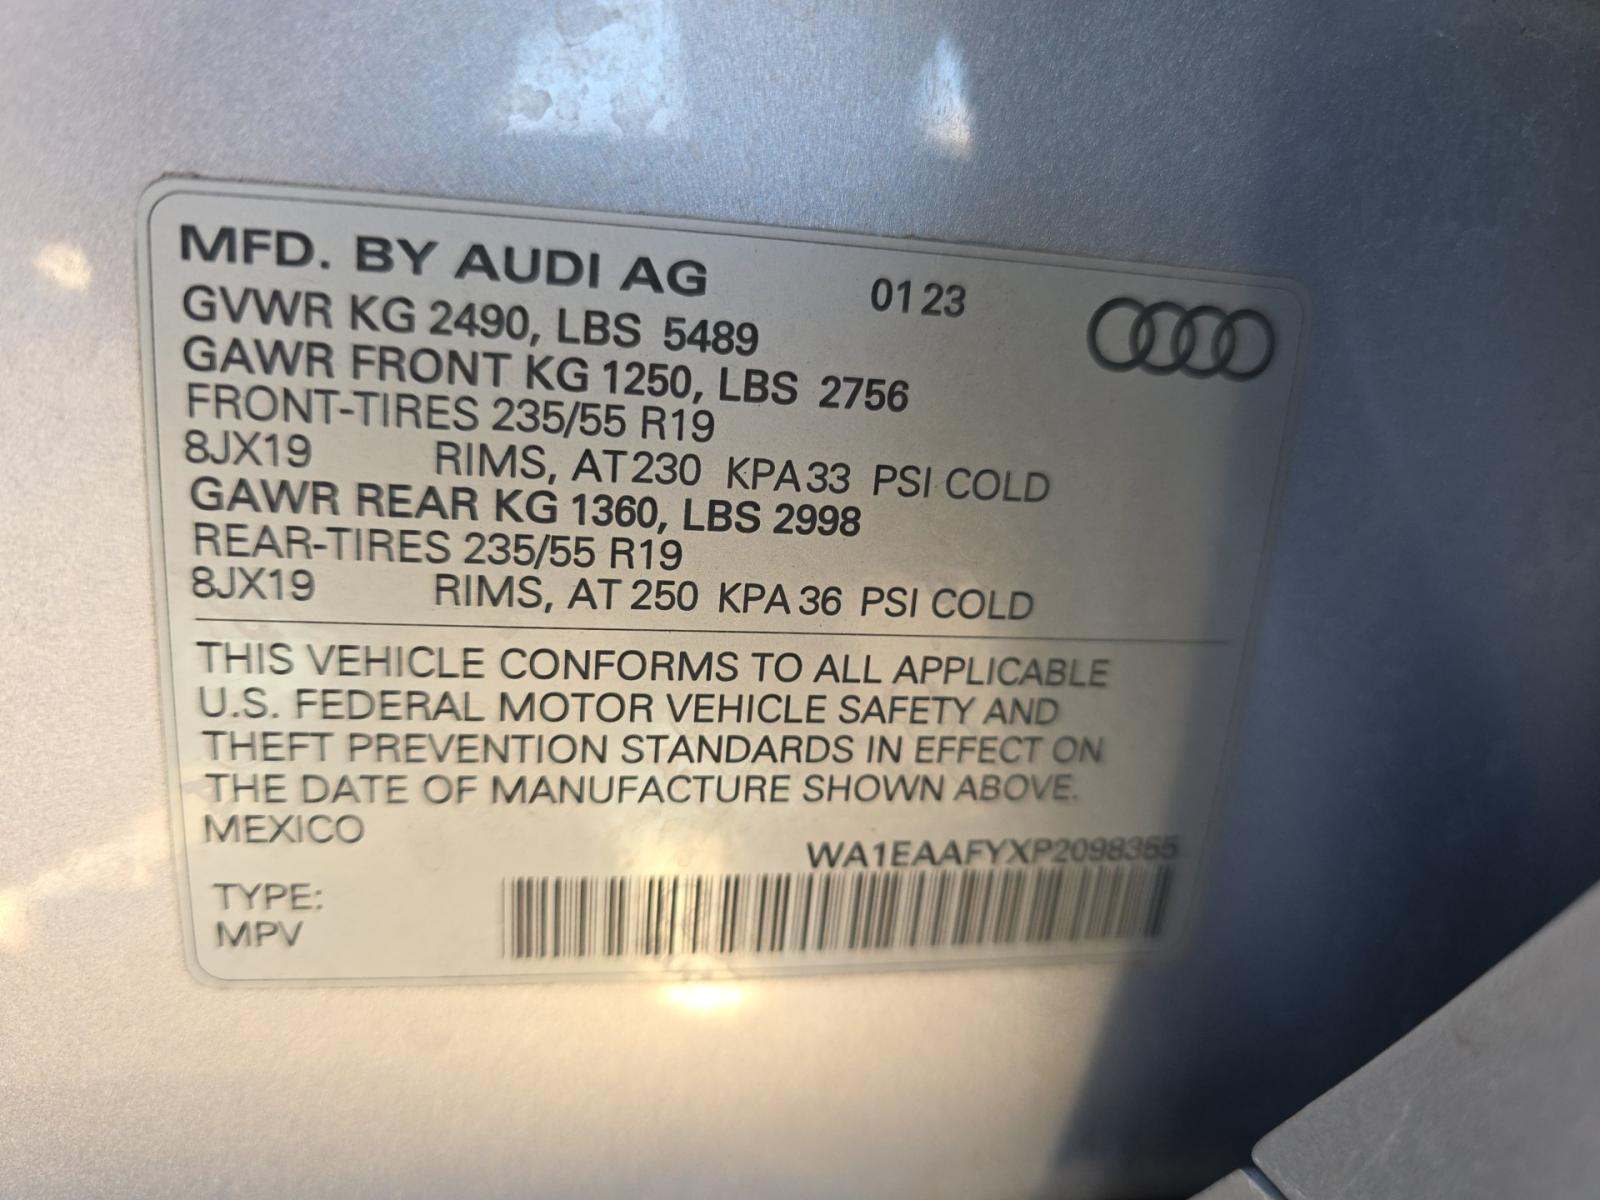 MFD. BY AUDI AG 01 23
GVWR KG 2490, LBS 5489
GAWR FRONT KG 1250, LBS 2756
FRONT-TIRES 235/55 R19
8JX19 RIMS, AT 230 KPA 33 PSI COLD
GAWR REAR KG 1360, LBS 2998
REAR-TIRES 235/55 R19
8JX19 RIMS, AT 250 KPA 36 PSI COLD
THIS VEHICLE CONFORMS TO ALL APPLICABLE
U.S. FEDERAL MOTOR VEHICLE SAFETY AND
THEFT PREVENTION STANDARDS IN EFFECT ON
THE DATE OF MANUFACTURE SHOWN ABOVE.
MEXICO
WA1EAAFYXP2098355
TYPE:
MPV